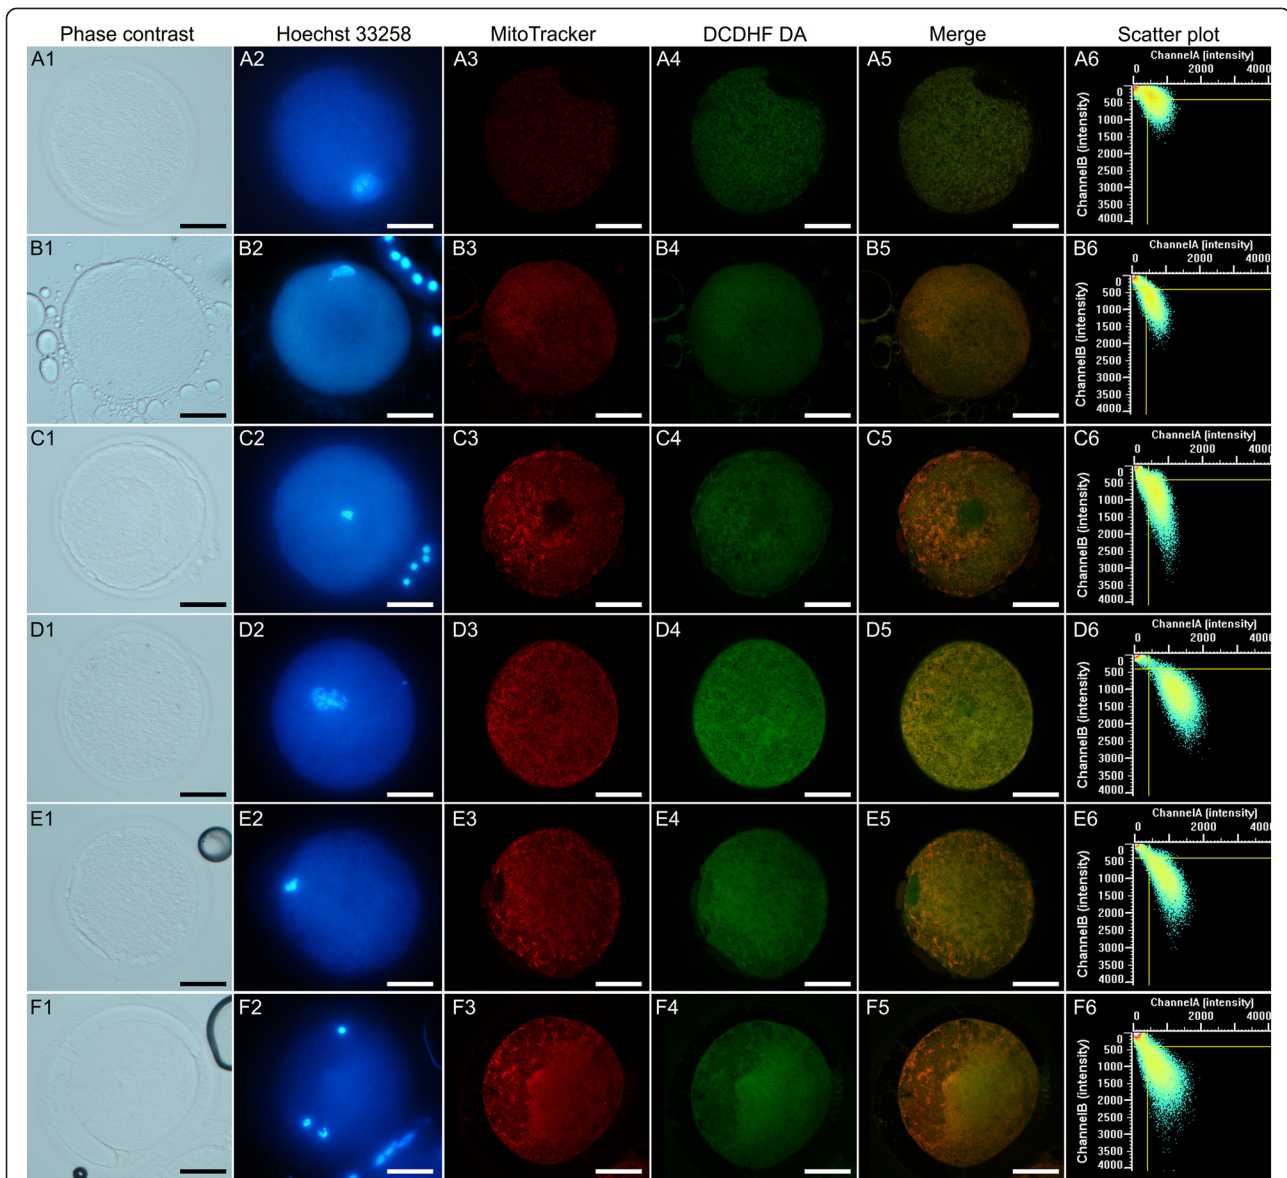 Phase contrast Hoechst 33258 MitoTracker DCDHF DA Merge Scatter plot
A1 A2 A3 A4 A5 A6
ChannelA (intensity)
0 2000 4000
ChannelB (intensity)
0
500
1000
1500
2000
2500
3000
3500
4000
B1 B2 B3 B4 B5 B6
ChannelA (intensity)
0 2000 4000
ChannelB (intensity)
0
500
1000
1500
2000
2500
3000
3500
4000
C1 C2 C3 C4 C5 C6
ChannelA (intensity)
0 2000 4000
ChannelB (intensity)
0
500
1000
1500
2000
2500
3000
3500
4000
D1 D2 D3 D4 D5 D6
ChannelA (intensity)
0 2000 4000
ChannelB (intensity)
0
500
1000
1500
2000
2500
3000
3500
4000
E1 E2 E3 E4 E5 E6
ChannelA (intensity)
0 2000 4000
ChannelB (intensity)
0
500
1000
1500
2000
2500
3000
3500
4000
F1 F2 F3 F4 F5 F6
ChannelA (intensity)
0 2000 4000
ChannelB (intensity)
0
500
1000
1500
2000
2500
3000
3500
4000